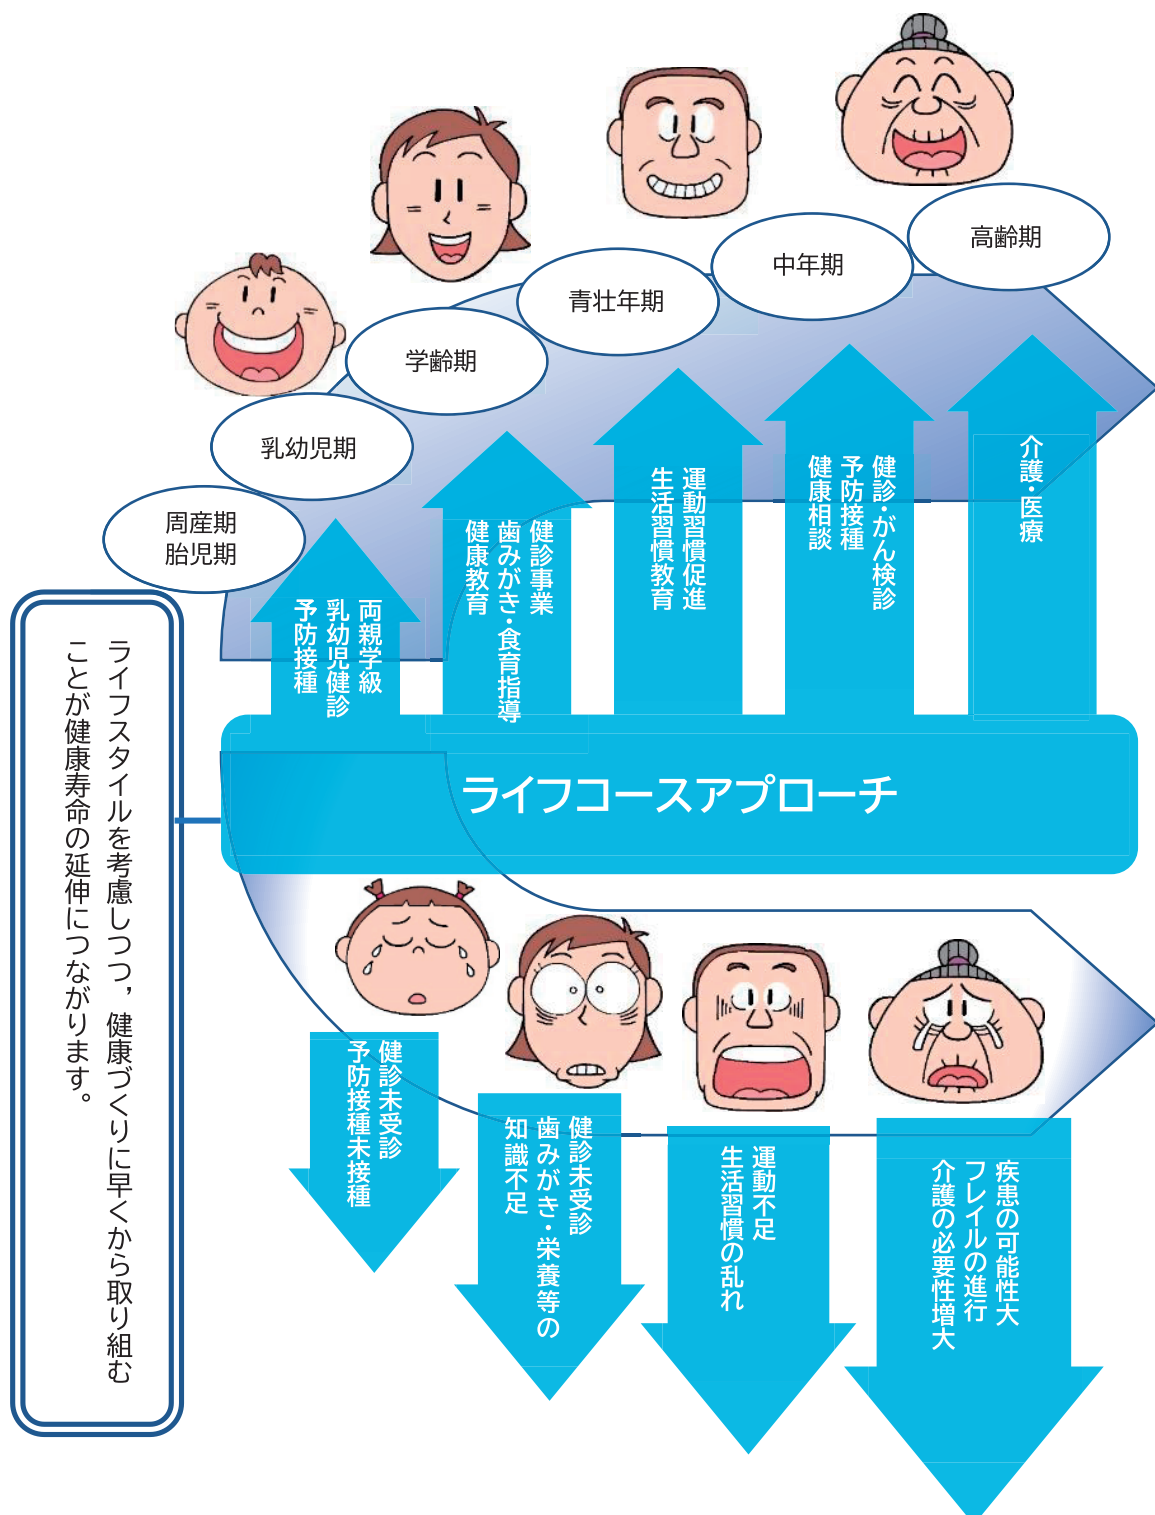 高齢期
中年期
青壮年期
学齢期
乳幼児期
周産期
胎児期
両親学級
乳幼児健診
予防接種
健診事業
歯みがき・食育指導
健康教育
運動習慣促進
生活習慣教育
健診・がん検診
予防接種
健康相談
介護・医療
ライフコースアプローチ
ライフスタイルを考慮しつつ，健康づくりに早くから取り組む
ことが健康寿命の延伸につながります。
健診未受診
予防接種未接種
健診未受診
歯みがき・栄養等の
知識不足
運動不足
生活習慣の乱れ
疾患の可能性大
フレイルの進行
介護の必要性増大